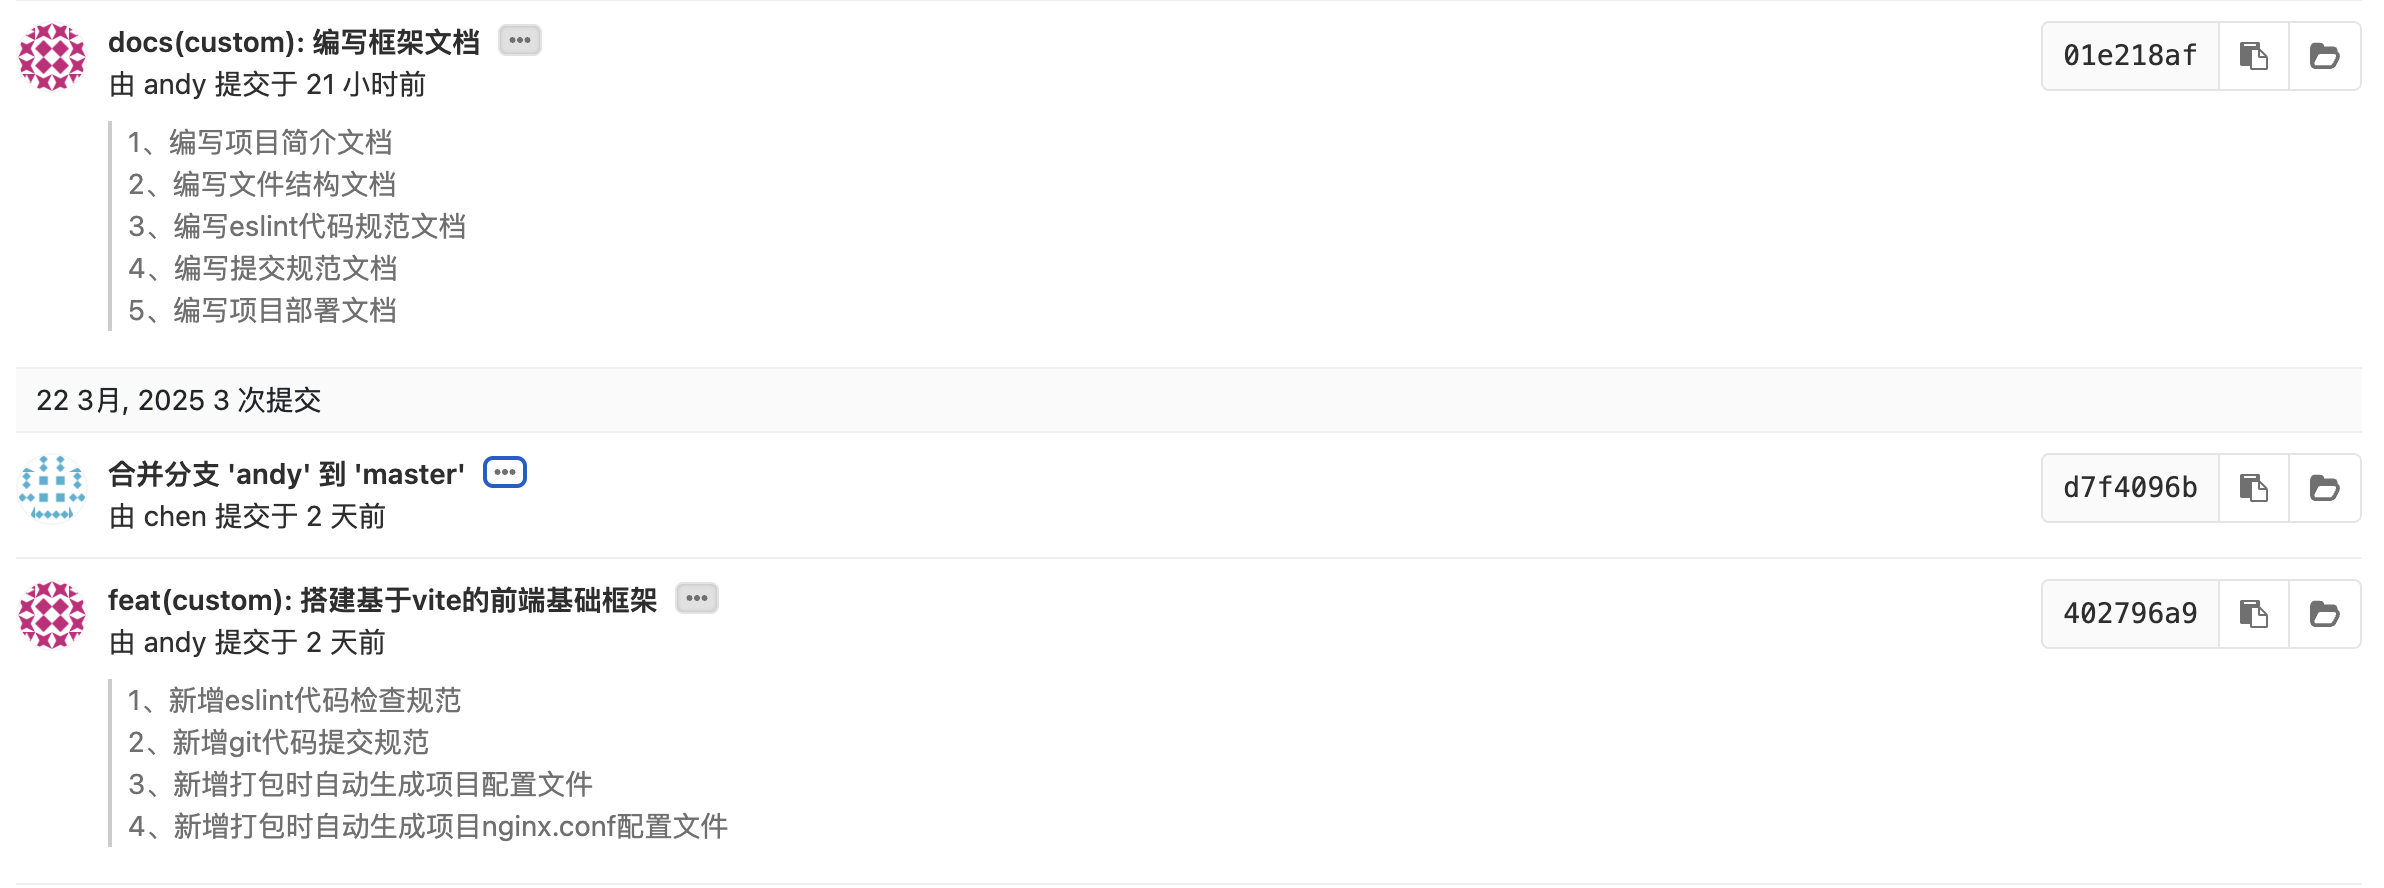 docs(custom): 编写框架文档
01e218af
由 andy 提交于 21 小时前
1、编写项目简介文档
2、编写文件结构文档
3、编写eslint代码规范文档
4、编写提交规范文档
5、编写项目部署文档
22 3月, 2025 3 次提交
合并分支 'andy' 到 'master'
d7f4096b
由 chen 提交于 2 天前
feat(custom): 搭建基于vite的前端基础框架
402796a9
由 andy 提交于 2 天前
1、新增eslint代码检查规范
2、新增git代码提交规范
3、新增打包时自动生成项目配置文件
4、新增打包时自动生成项目nginx.conf配置文件